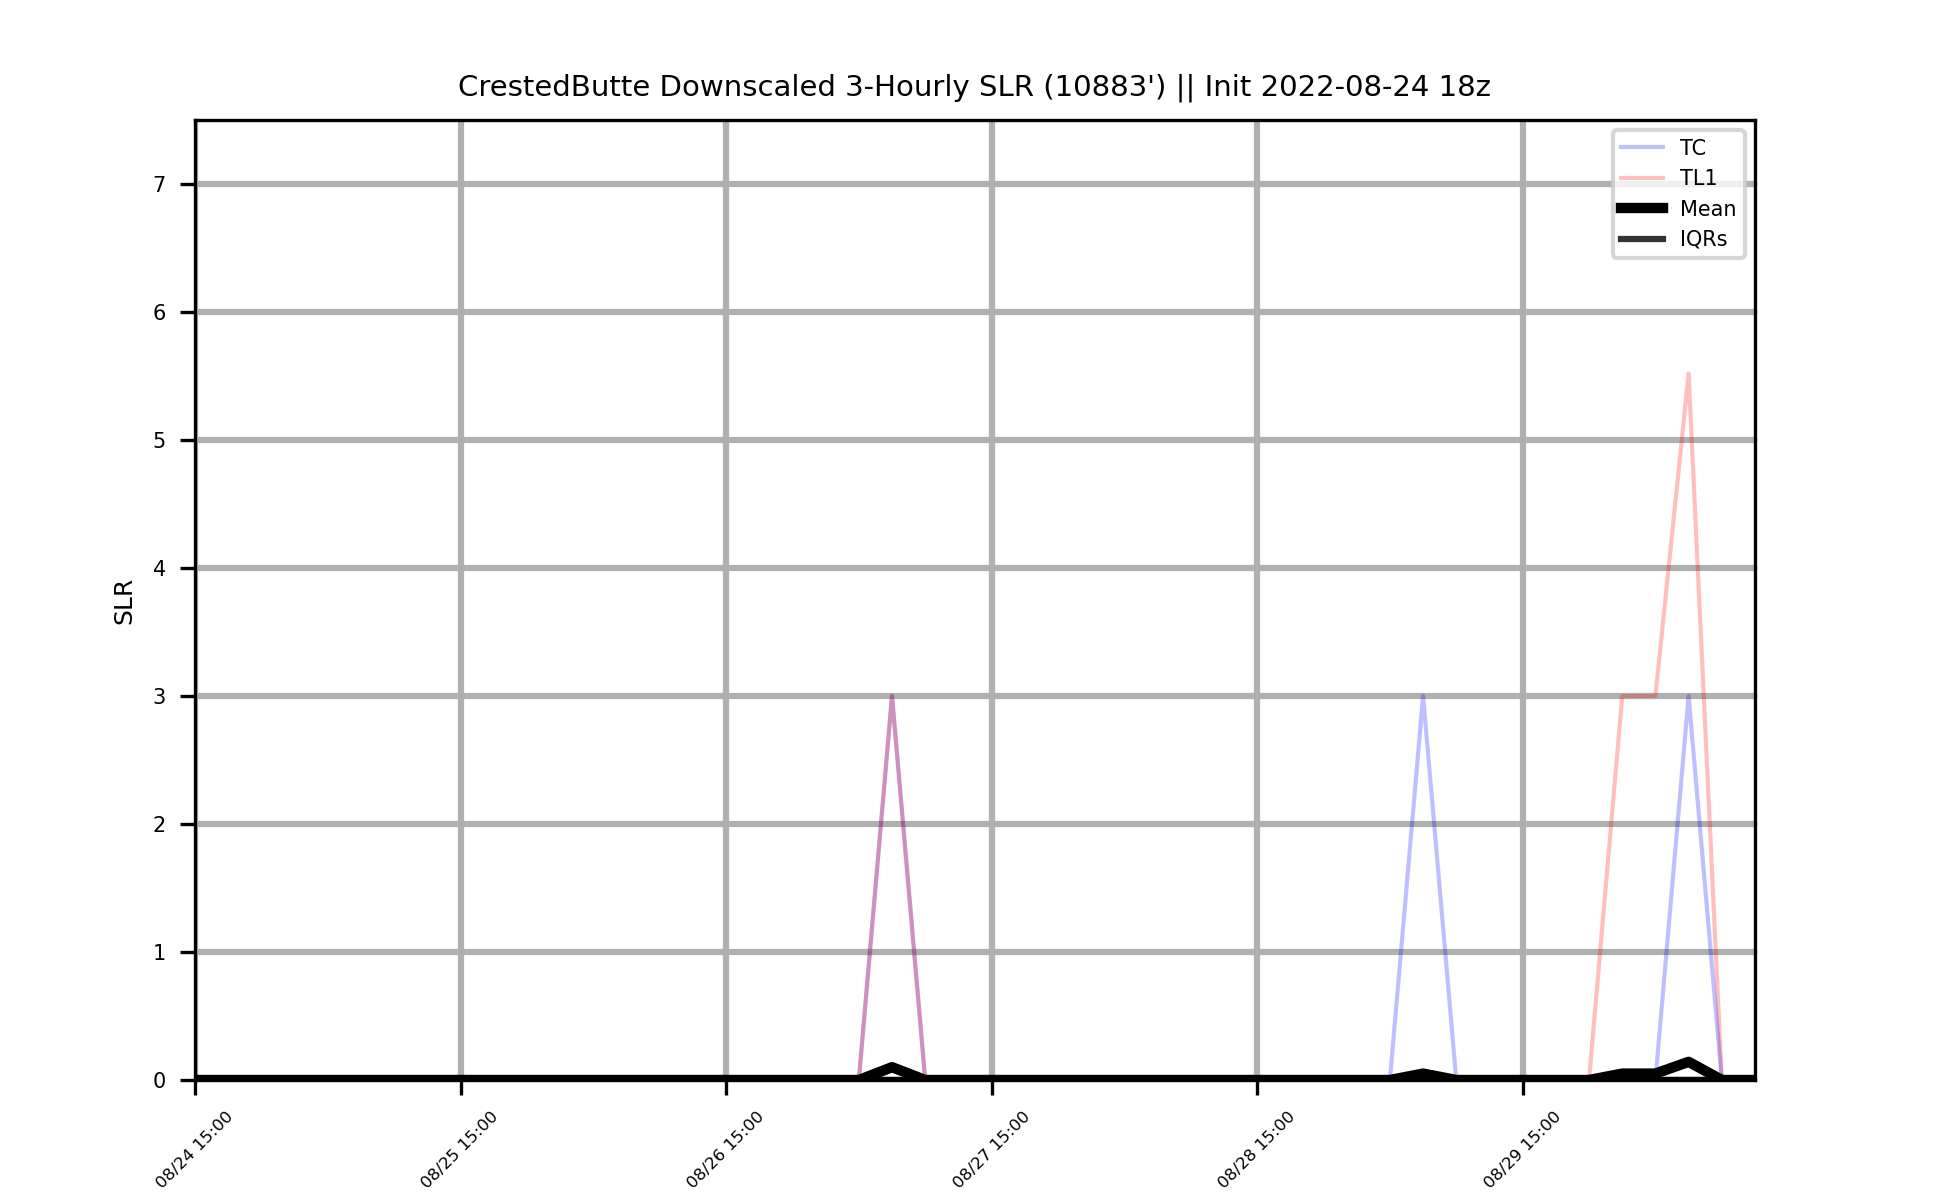 CrestedButte Downscaled 3-Hourly SLR (10883') || Init 2022-08-24 18z
TC
TL1
Mean
IQRs
SLR
7
6
5
4
3
2
1
0
08/24 15:00
08/25 15:00
08/26 15:00
08/27 15:00
08/28 15:00
08/29 15:00